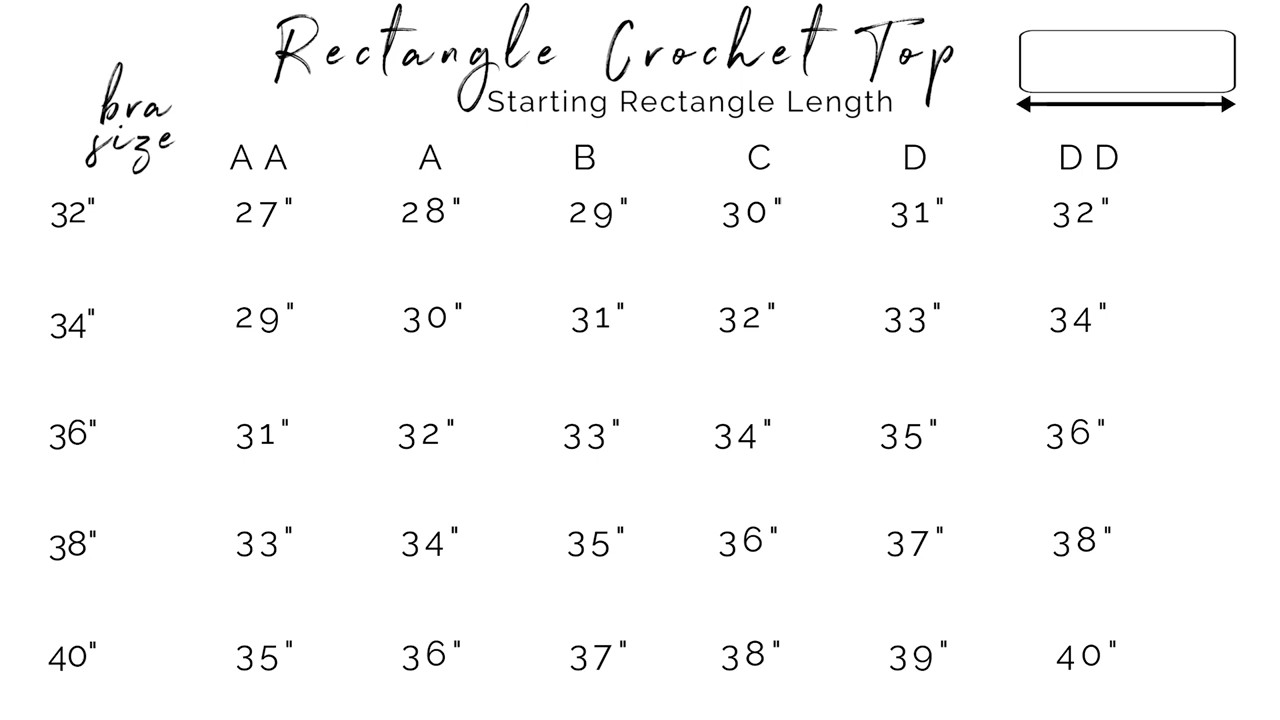 Rectangle Crochet Top
Starting Rectangle Length
bra
size
AA A B C D DD
32" 27" 28" 29" 30" 31" 32"
34" 29" 30" 31" 32" 33" 34"
36" 31" 32" 33" 34" 35" 36"
38" 33" 34" 35" 36" 37" 38"
40" 35" 36" 37" 38" 39" 40"